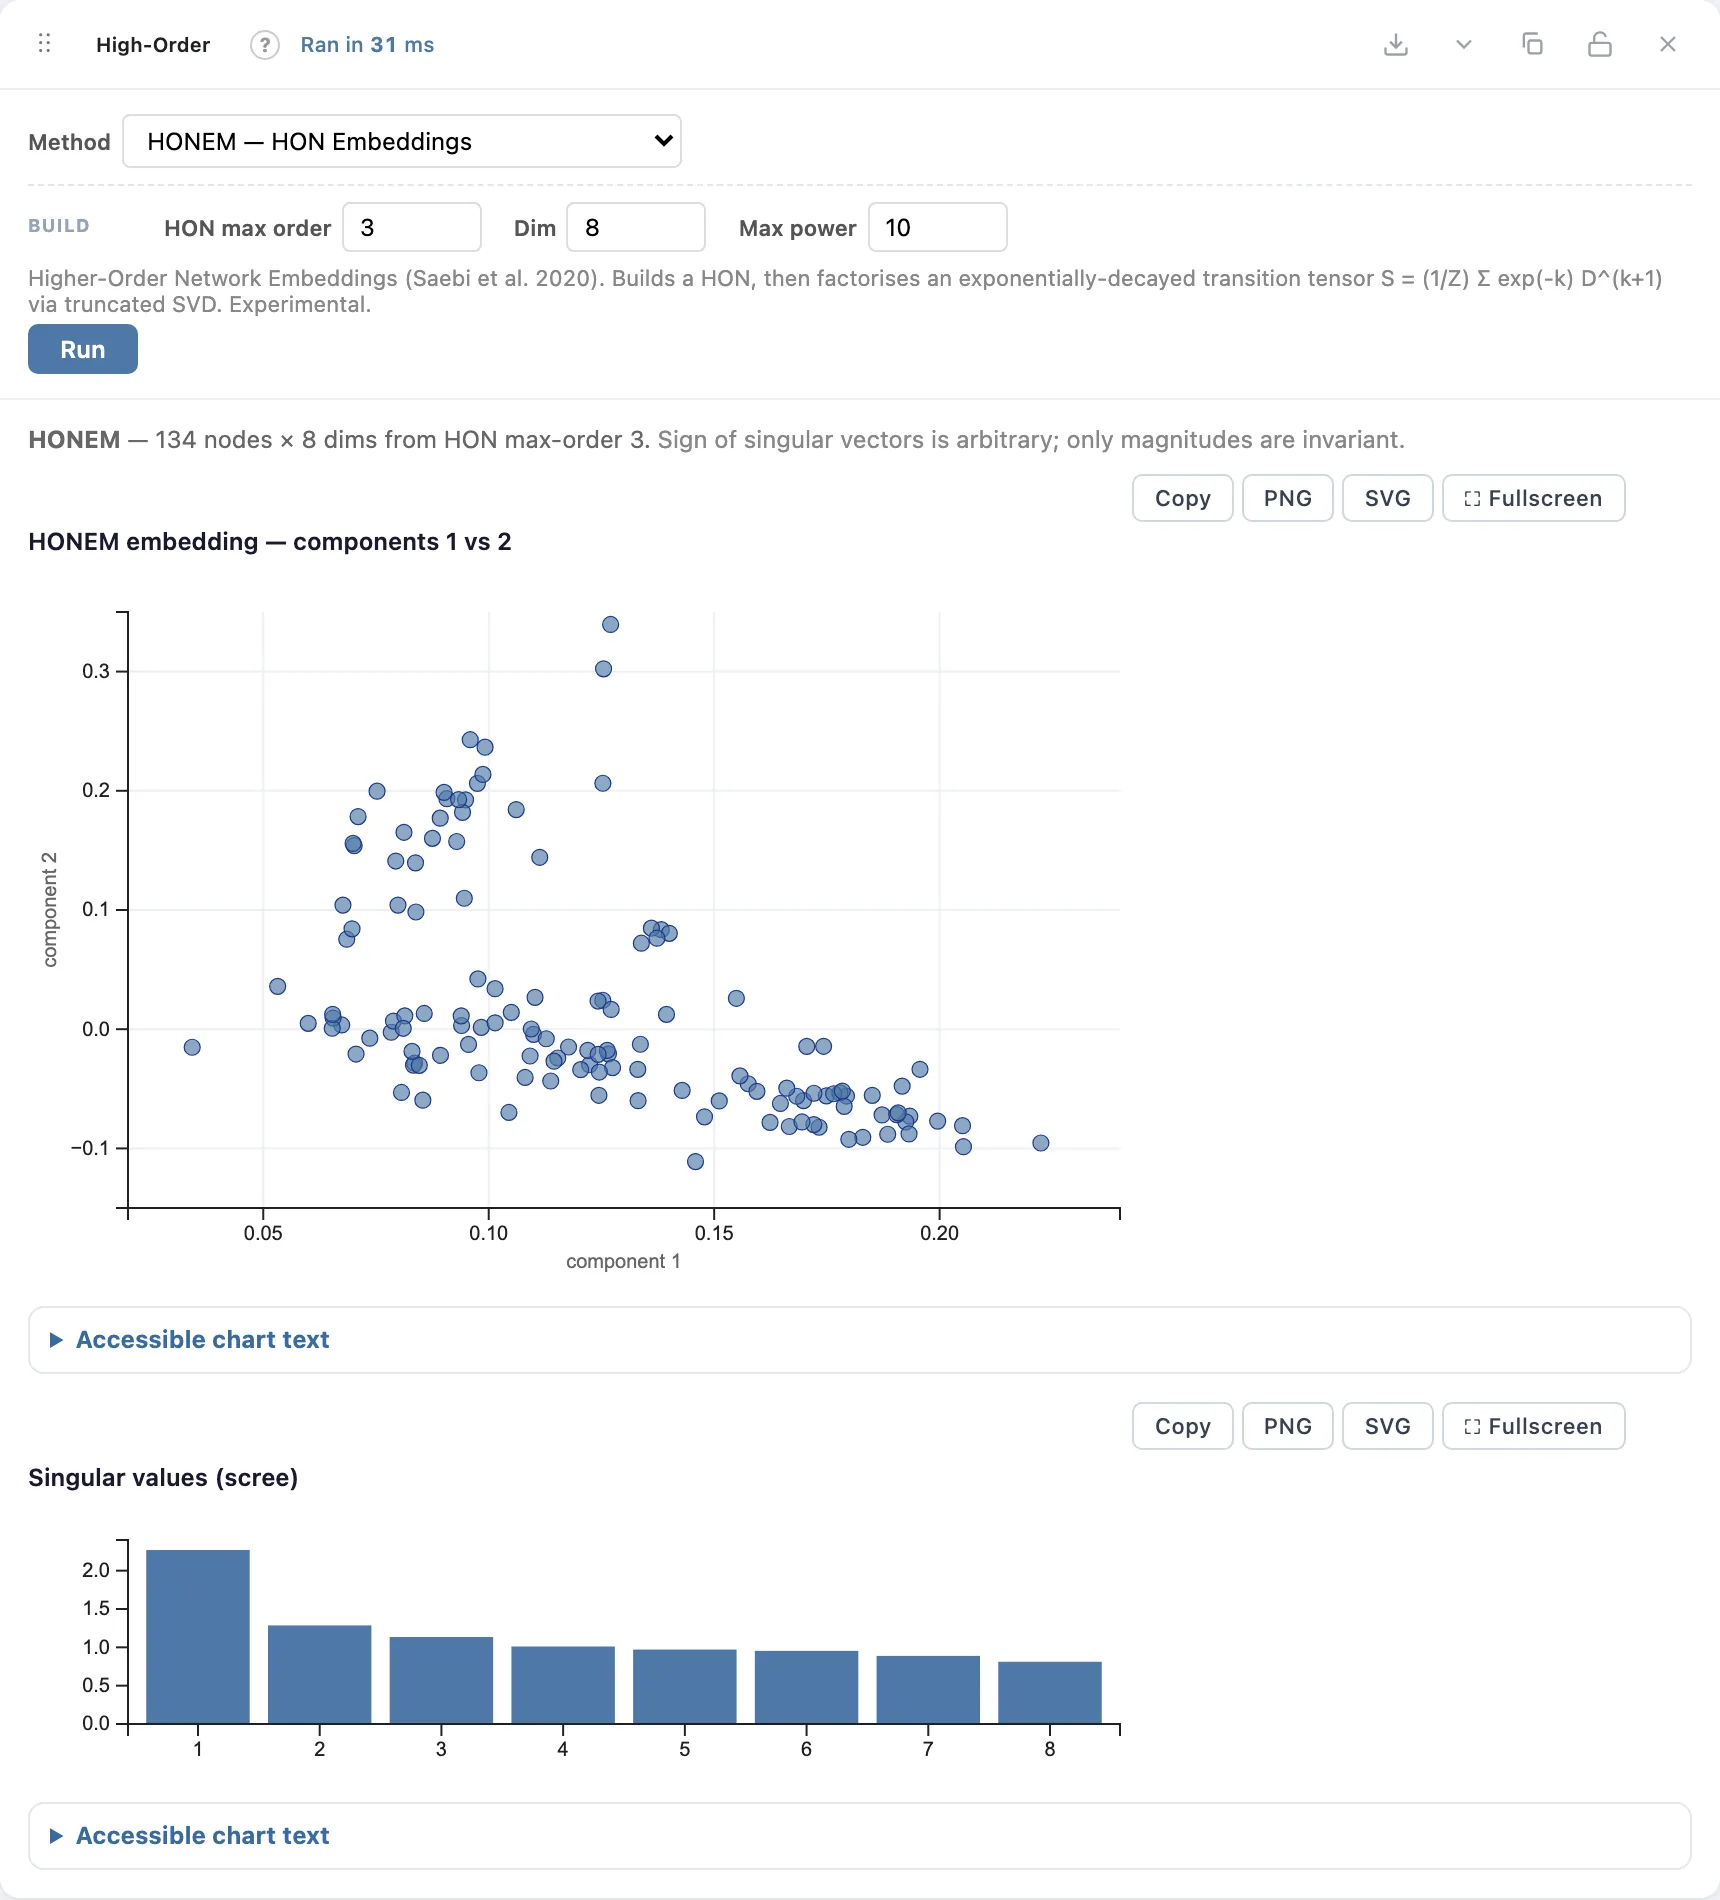 High-Order ? Ran in 31 ms
Method HONEM — HON Embeddings
BUILD HON max order 3 Dim 8 Max power 10
Higher-Order Network Embeddings (Saebi et al. 2020). Builds a HON, then factorises an exponentially-decayed transition tensor S = (1/Z) Σ exp(-k) D^(k+1)
via truncated SVD. Experimental.
Run
HONEM — 134 nodes × 8 dims from HON max-order 3. Sign of singular vectors is arbitrary; only magnitudes are invariant.
Copy PNG SVG Fullscreen
HONEM embedding — components 1 vs 2
0.3
0.2
0.1
0.0
−0.1
component 2
0.05 0.10 0.15 0.20
component 1
Accessible chart text
Copy PNG SVG Fullscreen
Singular values (scree)
2.0
1.5
1.0
0.5
0.0
1 2 3 4 5 6 7 8
Accessible chart text